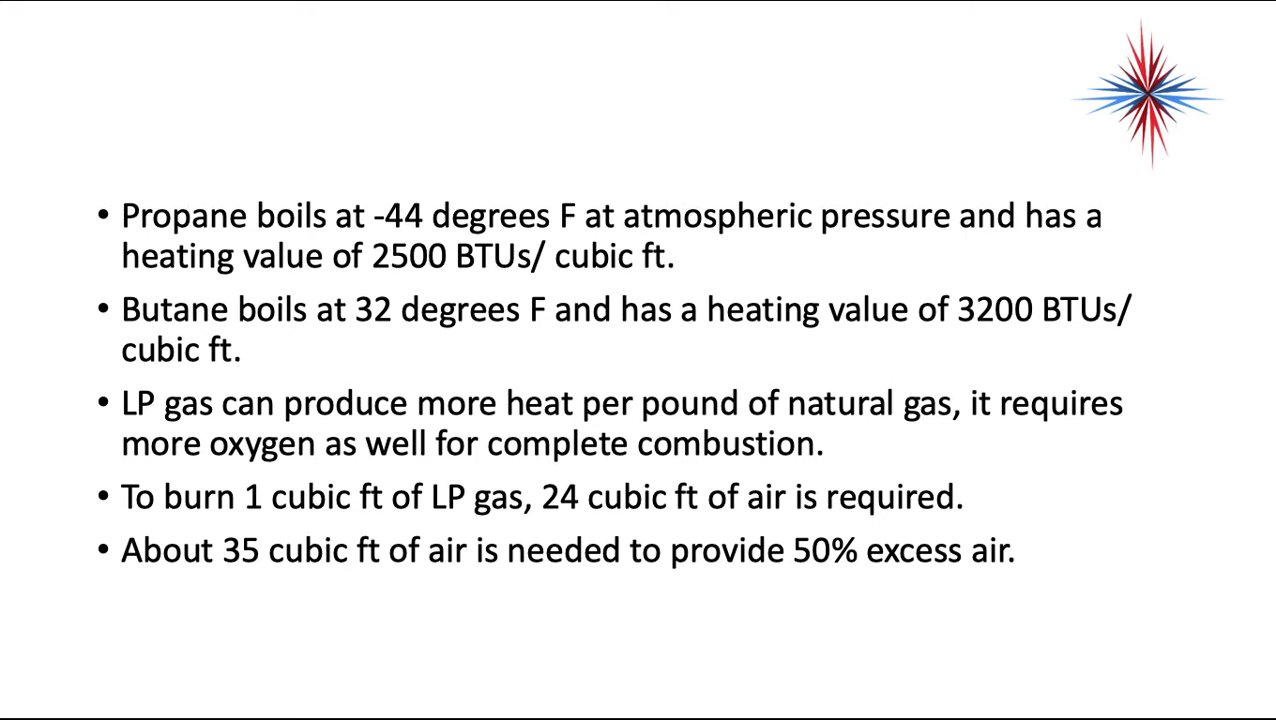 • Propane boils at -44 degrees F at atmospheric pressure and has a
heating value of 2500 BTUs/ cubic ft.
• Butane boils at 32 degrees F and has a heating value of 3200 BTUs/
cubic ft.
• LP gas can produce more heat per pound of natural gas, it requires
more oxygen as well for complete combustion.
• To burn 1 cubic ft of LP gas, 24 cubic ft of air is required.
• About 35 cubic ft of air is needed to provide 50% excess air.